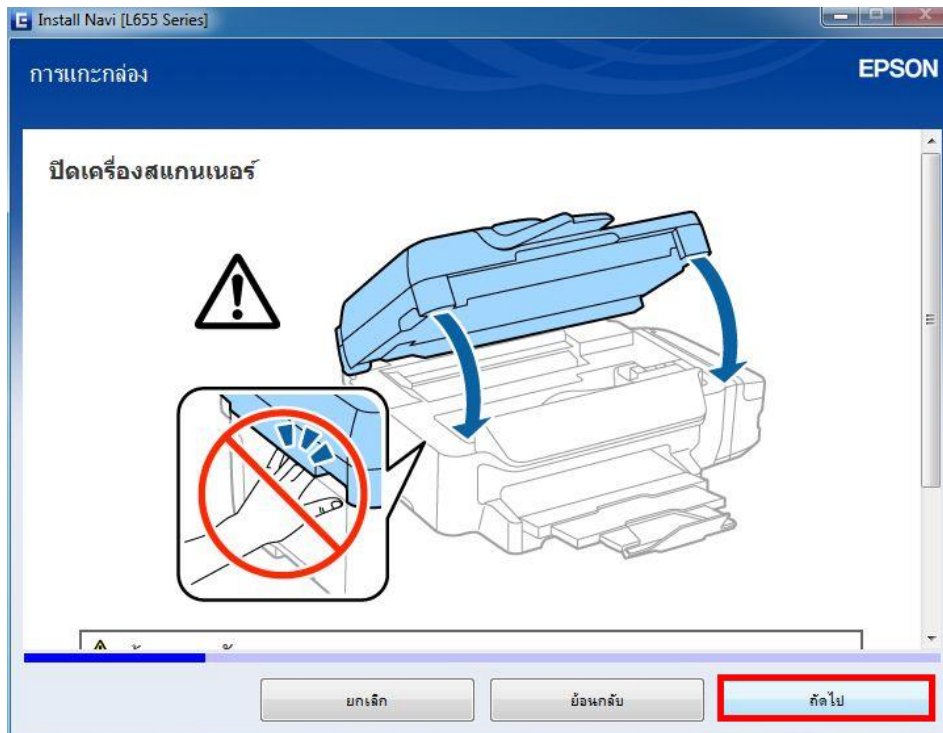 Install Navi [L655 Series]
การแกะกล่อง
EPSON
ปิดเครื่องสแกนเนอร์
ยกเลิก
ย้อนกลับ
ถัดไป